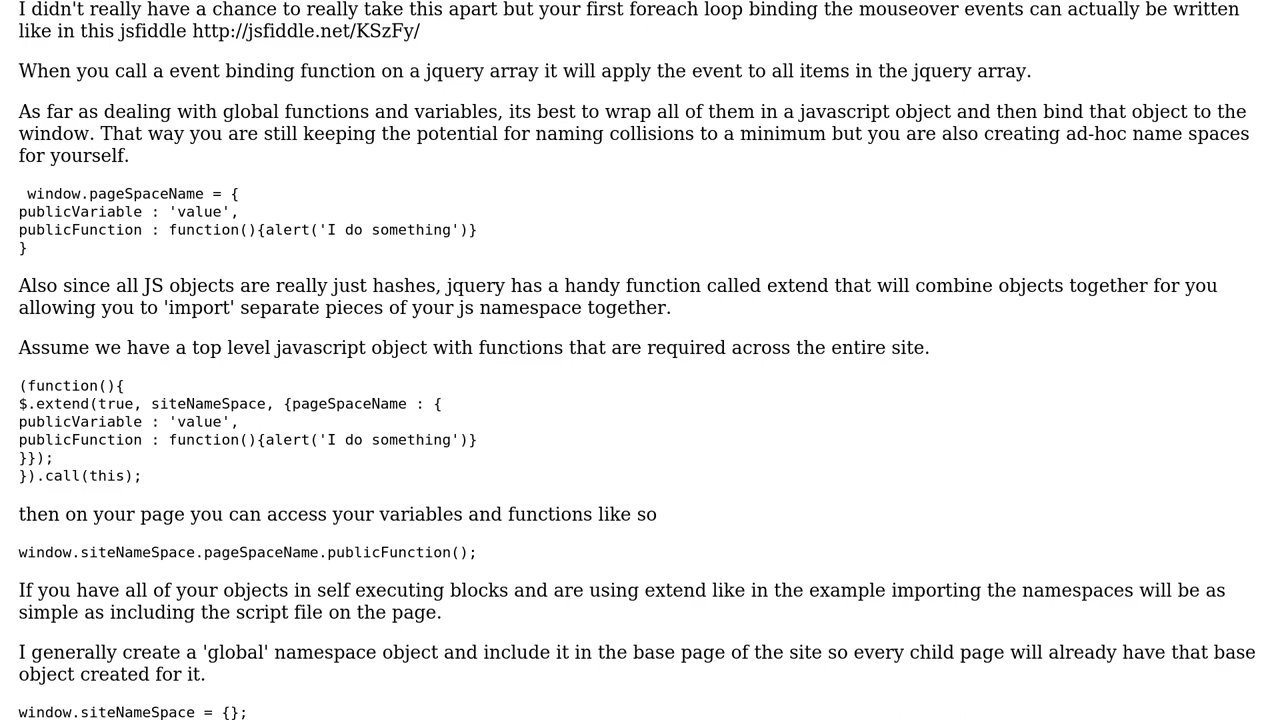 I didn't really have a chance to really take this apart but your first foreach loop binding the mouseover events can actually be written
like in this jsfiddle http://jsfiddle.net/KSzFy/
When you call a event binding function on a jquery array it will apply the event to all items in the jquery array.
As far as dealing with global functions and variables, its best to wrap all of them in a javascript object and then bind that object to the
window. That way you are still keeping the potential for naming collisions to a minimum but you are also creating ad-hoc name spaces
for yourself.
window.pageSpaceName = {
publicVariable : 'value',
publicFunction : function(){alert('I do something')}
}
Also since all JS objects are really just hashes, jquery has a handy function called extend that will combine objects together for you
allowing you to 'import' separate pieces of your js namespace together.
Assume we have a top level javascript object with functions that are required across the entire site.
(function(){
$.extend(true, siteNameSpace, {pageSpaceName : {
publicVariable : 'value',
publicFunction : function(){alert('I do something')}
}});
}).call(this);
then on your page you can access your variables and functions like so
window.siteNameSpace.pageSpaceName.publicFunction();
If you have all of your objects in self executing blocks and are using extend like in the example importing the namespaces will be as
simple as including the script file on the page.
I generally create a 'global' namespace object and include it in the base page of the site so every child page will already have that base
object created for it.
window.siteNameSpace = {};